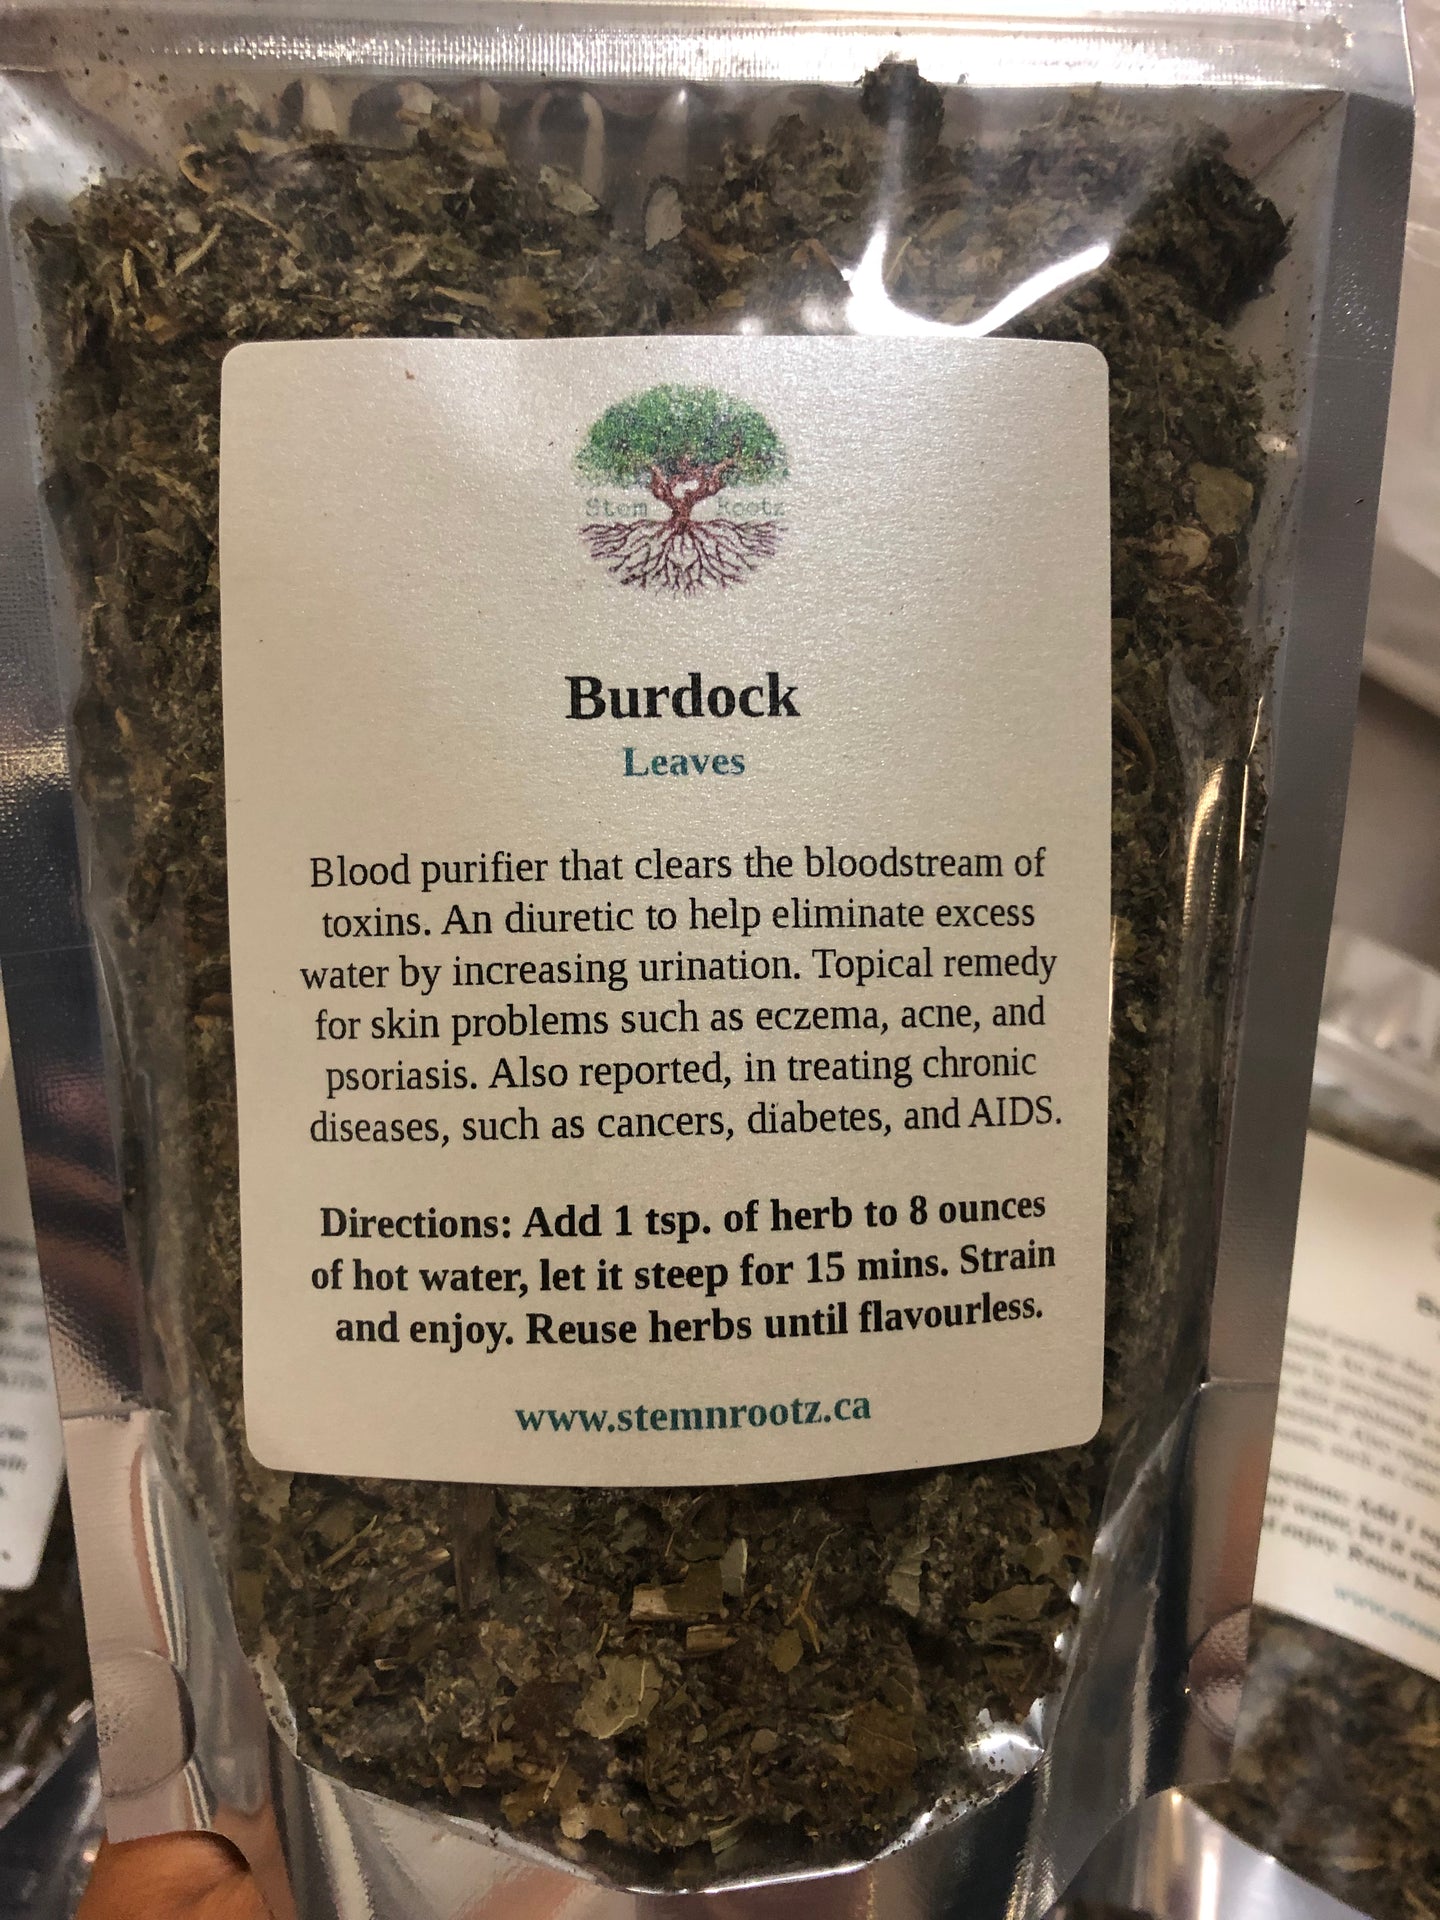 Stem Rootz
Burdock
Leaves
Blood purifier that clears the bloodstream of
toxins. An diuretic to help eliminate excess
water by increasing urination. Topical remedy
for skin problems such as eczema, acne, and
psoriasis. Also reported, in treating chronic
diseases, such as cancers, diabetes, and AIDS.
Directions: Add 1 tsp. of herb to 8 ounces
of hot water, let it steep for 15 mins. Strain
and enjoy. Reuse herbs until flavourless.
www.stemnrootz.ca